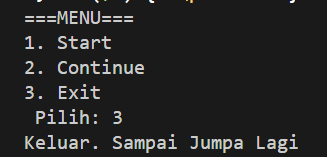 ===MENU===
1. Start
2. Continue
3. Exit
Pilih: 3
Keluar. Sampai Jumpa Lagi